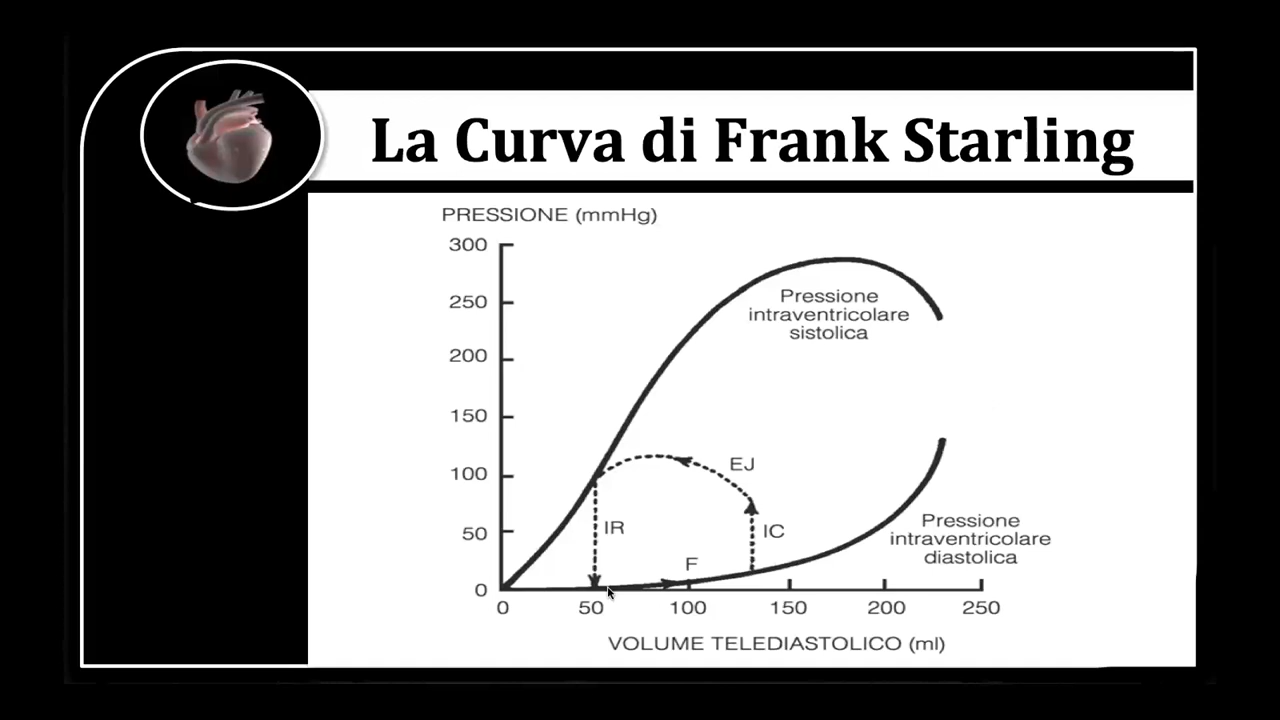 La Curva di Frank Starling
PRESSIONE (mmHg)
300
250
200
150
100
50
0
Pressione
intraventricolare
sistolica
EJ
IR
IC
F
Pressione
intraventricolare
diastolica
0 50 100 150 200 250
VOLUME TELEDIASTOLICO (ml)